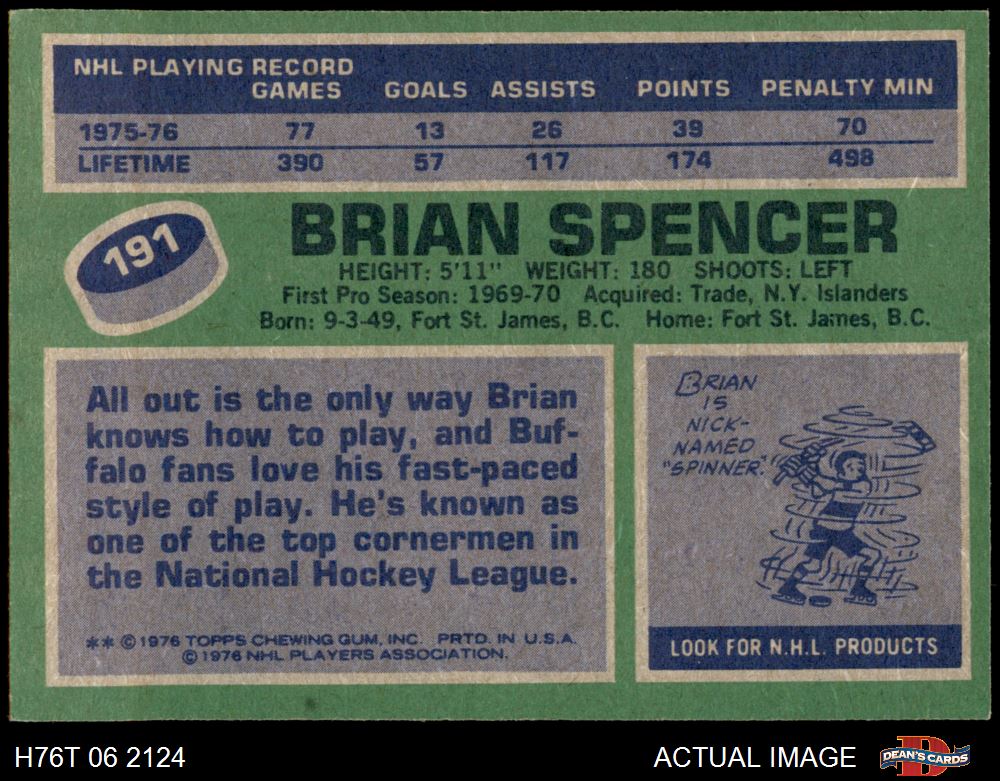 NHL PLAYING RECORD
GAMES GOALS ASSISTS POINTS PENALTY MIN
1975-76 77 13 26 39 70
LIFETIME 390 57 117 174 498
191
BRIAN SPENCER
HEIGHT: 5'11" WEIGHT: 180 SHOOTS: LEFT
First Pro Season: 1969-70 Acquired: Trade, N.Y. Islanders
Born: 9-3-49, Fort St. James, B.C. Home: Fort St. James, B.C.
All out is the only way Brian
knows how to play, and Buf-
falo fans love his fast-paced
style of play. He's known as
one of the top cornermen in
the National Hockey League.
** © 1976 TOPPS CHEWING GUM, INC. PRTD. IN U.S.A.
© 1976 NHL PLAYERS ASSOCIATION.
BRIAN
IS
NICK-
NAMED
"SPINNER."
LOOK FOR N.H.L. PRODUCTS
H76T 06 2124
ACTUAL IMAGE
DEAN'S CARDS